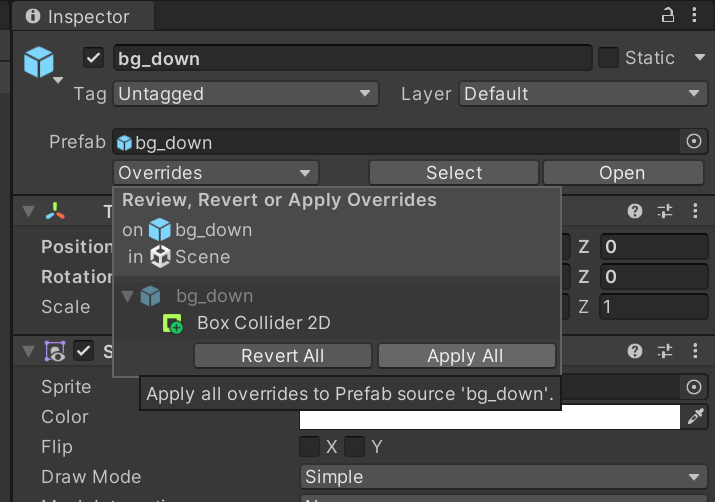 Inspector
bg_down Static
Tag Untagged Layer Default
Prefab bg_down
Overrides Select Open
Review, Revert or Apply Overrides
on bg_down
in Scene
bg_down
Box Collider 2D
Revert All Apply All
Apply all overrides to Prefab source 'bg_down'.
T
Position Z 0
Rotation Z 0
Scale Z 1
S
Sprite
Color
Flip X Y
Draw Mode Simple